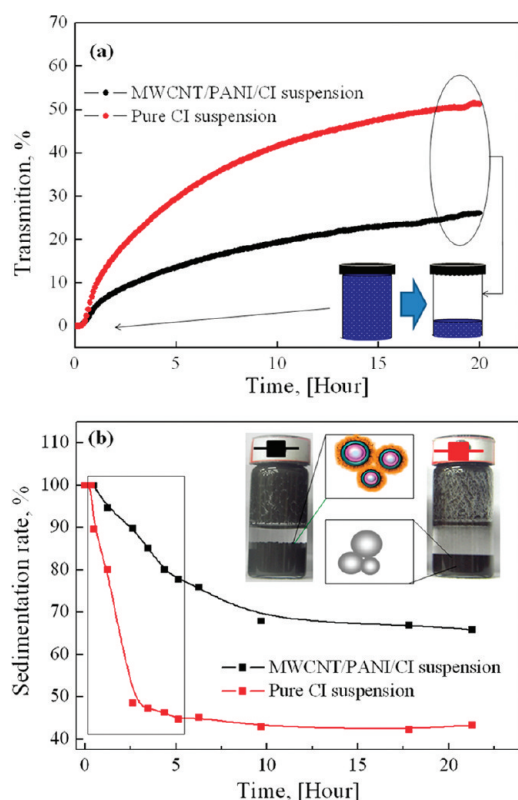 (a)
MWCNT/PANI/CI suspension
Pure CI suspension
Transmition, %
70
60
50
40
30
20
10
0
0 5 10 15 20
Time, [Hour]
(b)
Sedimentation rate, %
110
100
90
80
70
60
50
40
MWCNT/PANI/CI suspension
Pure CI suspension
0 5 10 15 20
Time, [Hour]